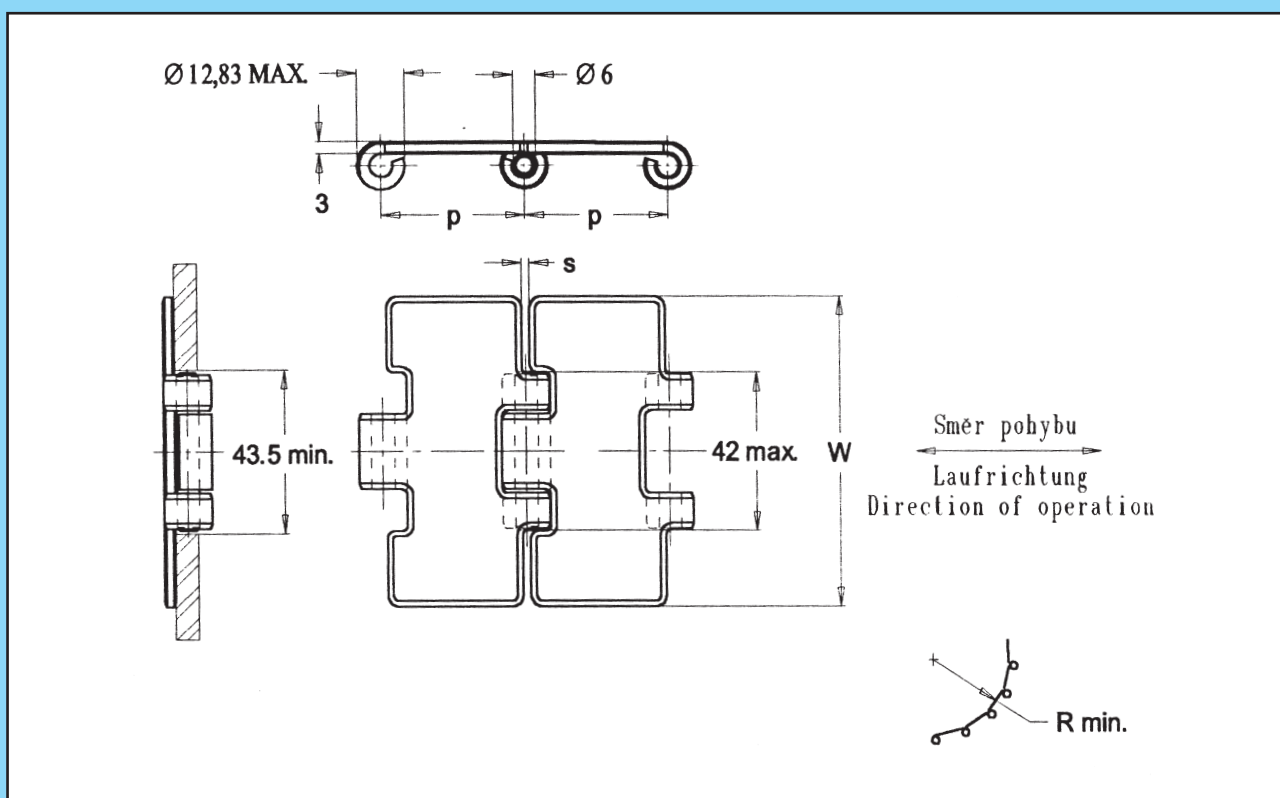 Ø 12,83 MAX.
Ø 6
3
p
p
s
43.5 min.
42 max.
W
Směr pohybu
Laufrichtung
Direction of operation
R min.